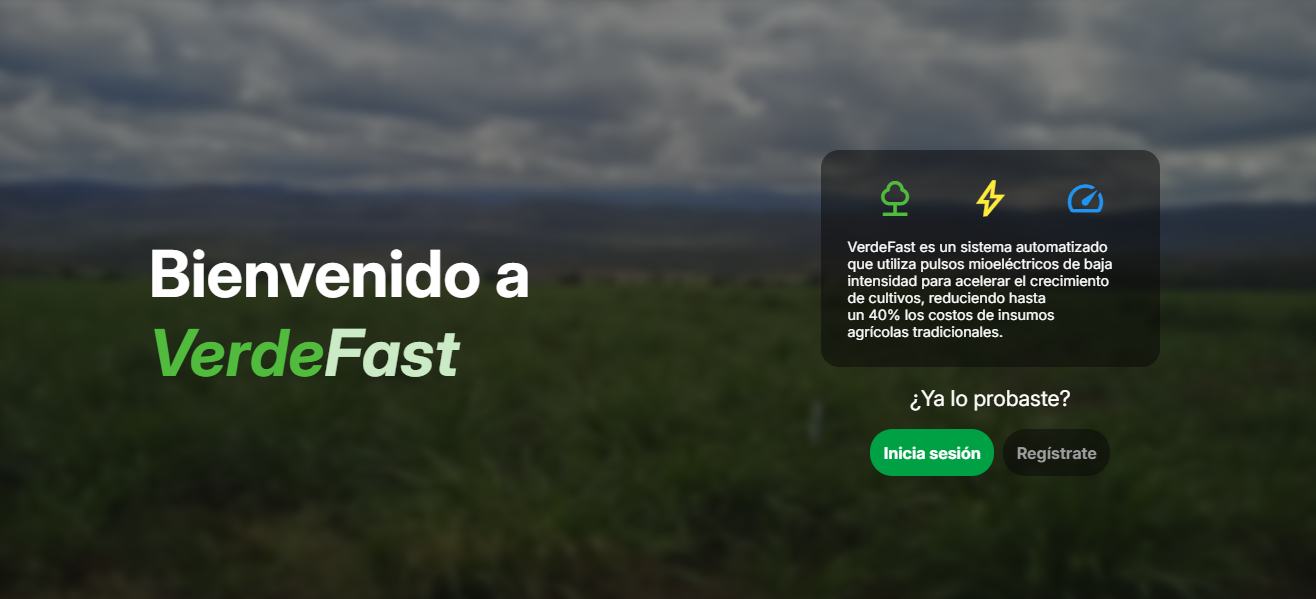 Bienvenido a
VerdeFast
VerdeFast es un sistema automatizado
que utiliza pulsos mioeléctricos de baja
intensidad para acelerar el crecimiento
de cultivos, reduciendo hasta
un 40% los costos de insumos
agrícolas tradicionales.
¿Ya lo probaste?
Inicia sesión
Regístrate